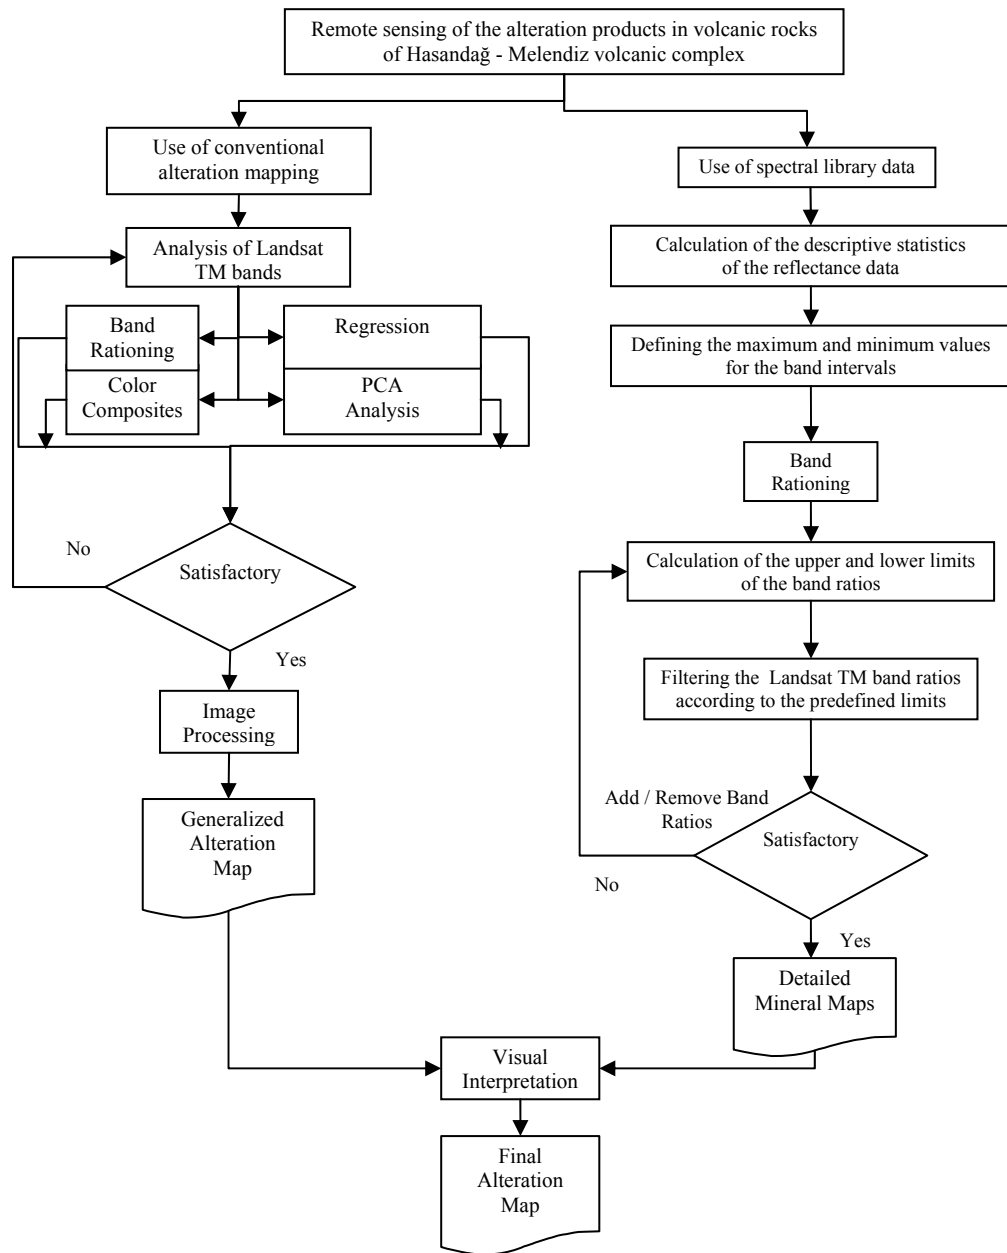 Remote sensing of the alteration products in volcanic rocks
of Hasandağ - Melendiz volcanic complex
Use of conventional
alteration mapping
Analysis of Landsat
TM bands
Band
Rationing
Color
Composites
Regression
PCA
Analysis
No
Satisfactory
Yes
Image
Processing
Generalized
Alteration
Map
Use of spectral library data
Calculation of the descriptive statistics
of the reflectance data
Defining the maximum and minimum values
for the band intervals
Band
Rationing
Calculation of the upper and lower limits
of the band ratios
Filtering the Landsat TM band ratios
according to the predefined limits
Add / Remove Band
Ratios
Satisfactory
No
Yes
Detailed
Mineral Maps
Visual
Interpretation
Final
Alteration
Map